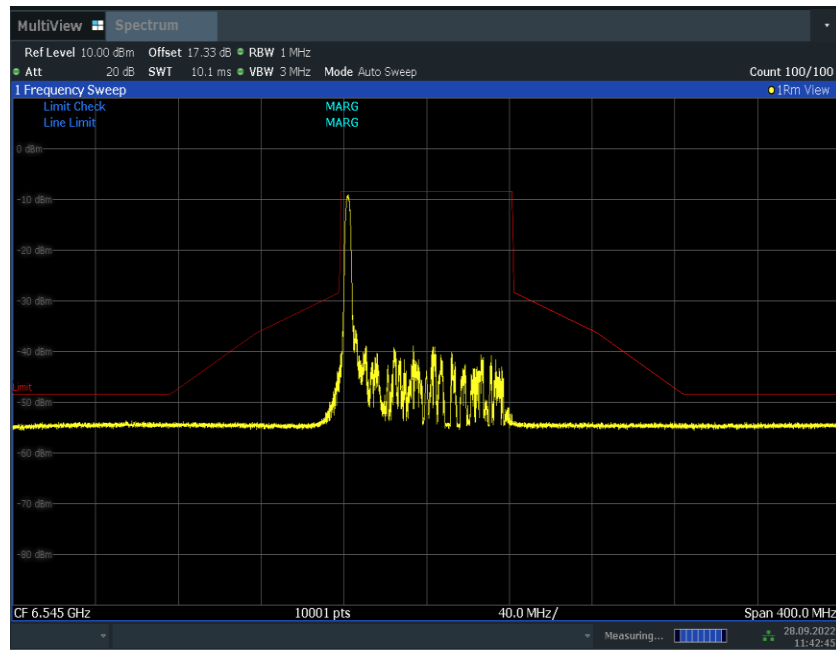 MultiView Spectrum
Ref Level 10.00 dBm Offset 17.33 dB RBW 1 MHz
Att 20 dB SWT 10.1 ms VBW 3 MHz Mode Auto Sweep Count 100/100
1 Frequency Sweep 1Rm View
Limit Check MARG
Line Limit MARG
0 dBm
-10 dBm
-20 dBm
-30 dBm
-40 dBm
Limit
-50 dBm
-60 dBm
-70 dBm
-80 dBm
CF 6.545 GHz 10001 pts 40.0 MHz/ Span 400.0 MHz
Measuring... 28.09.2022
11:42:45